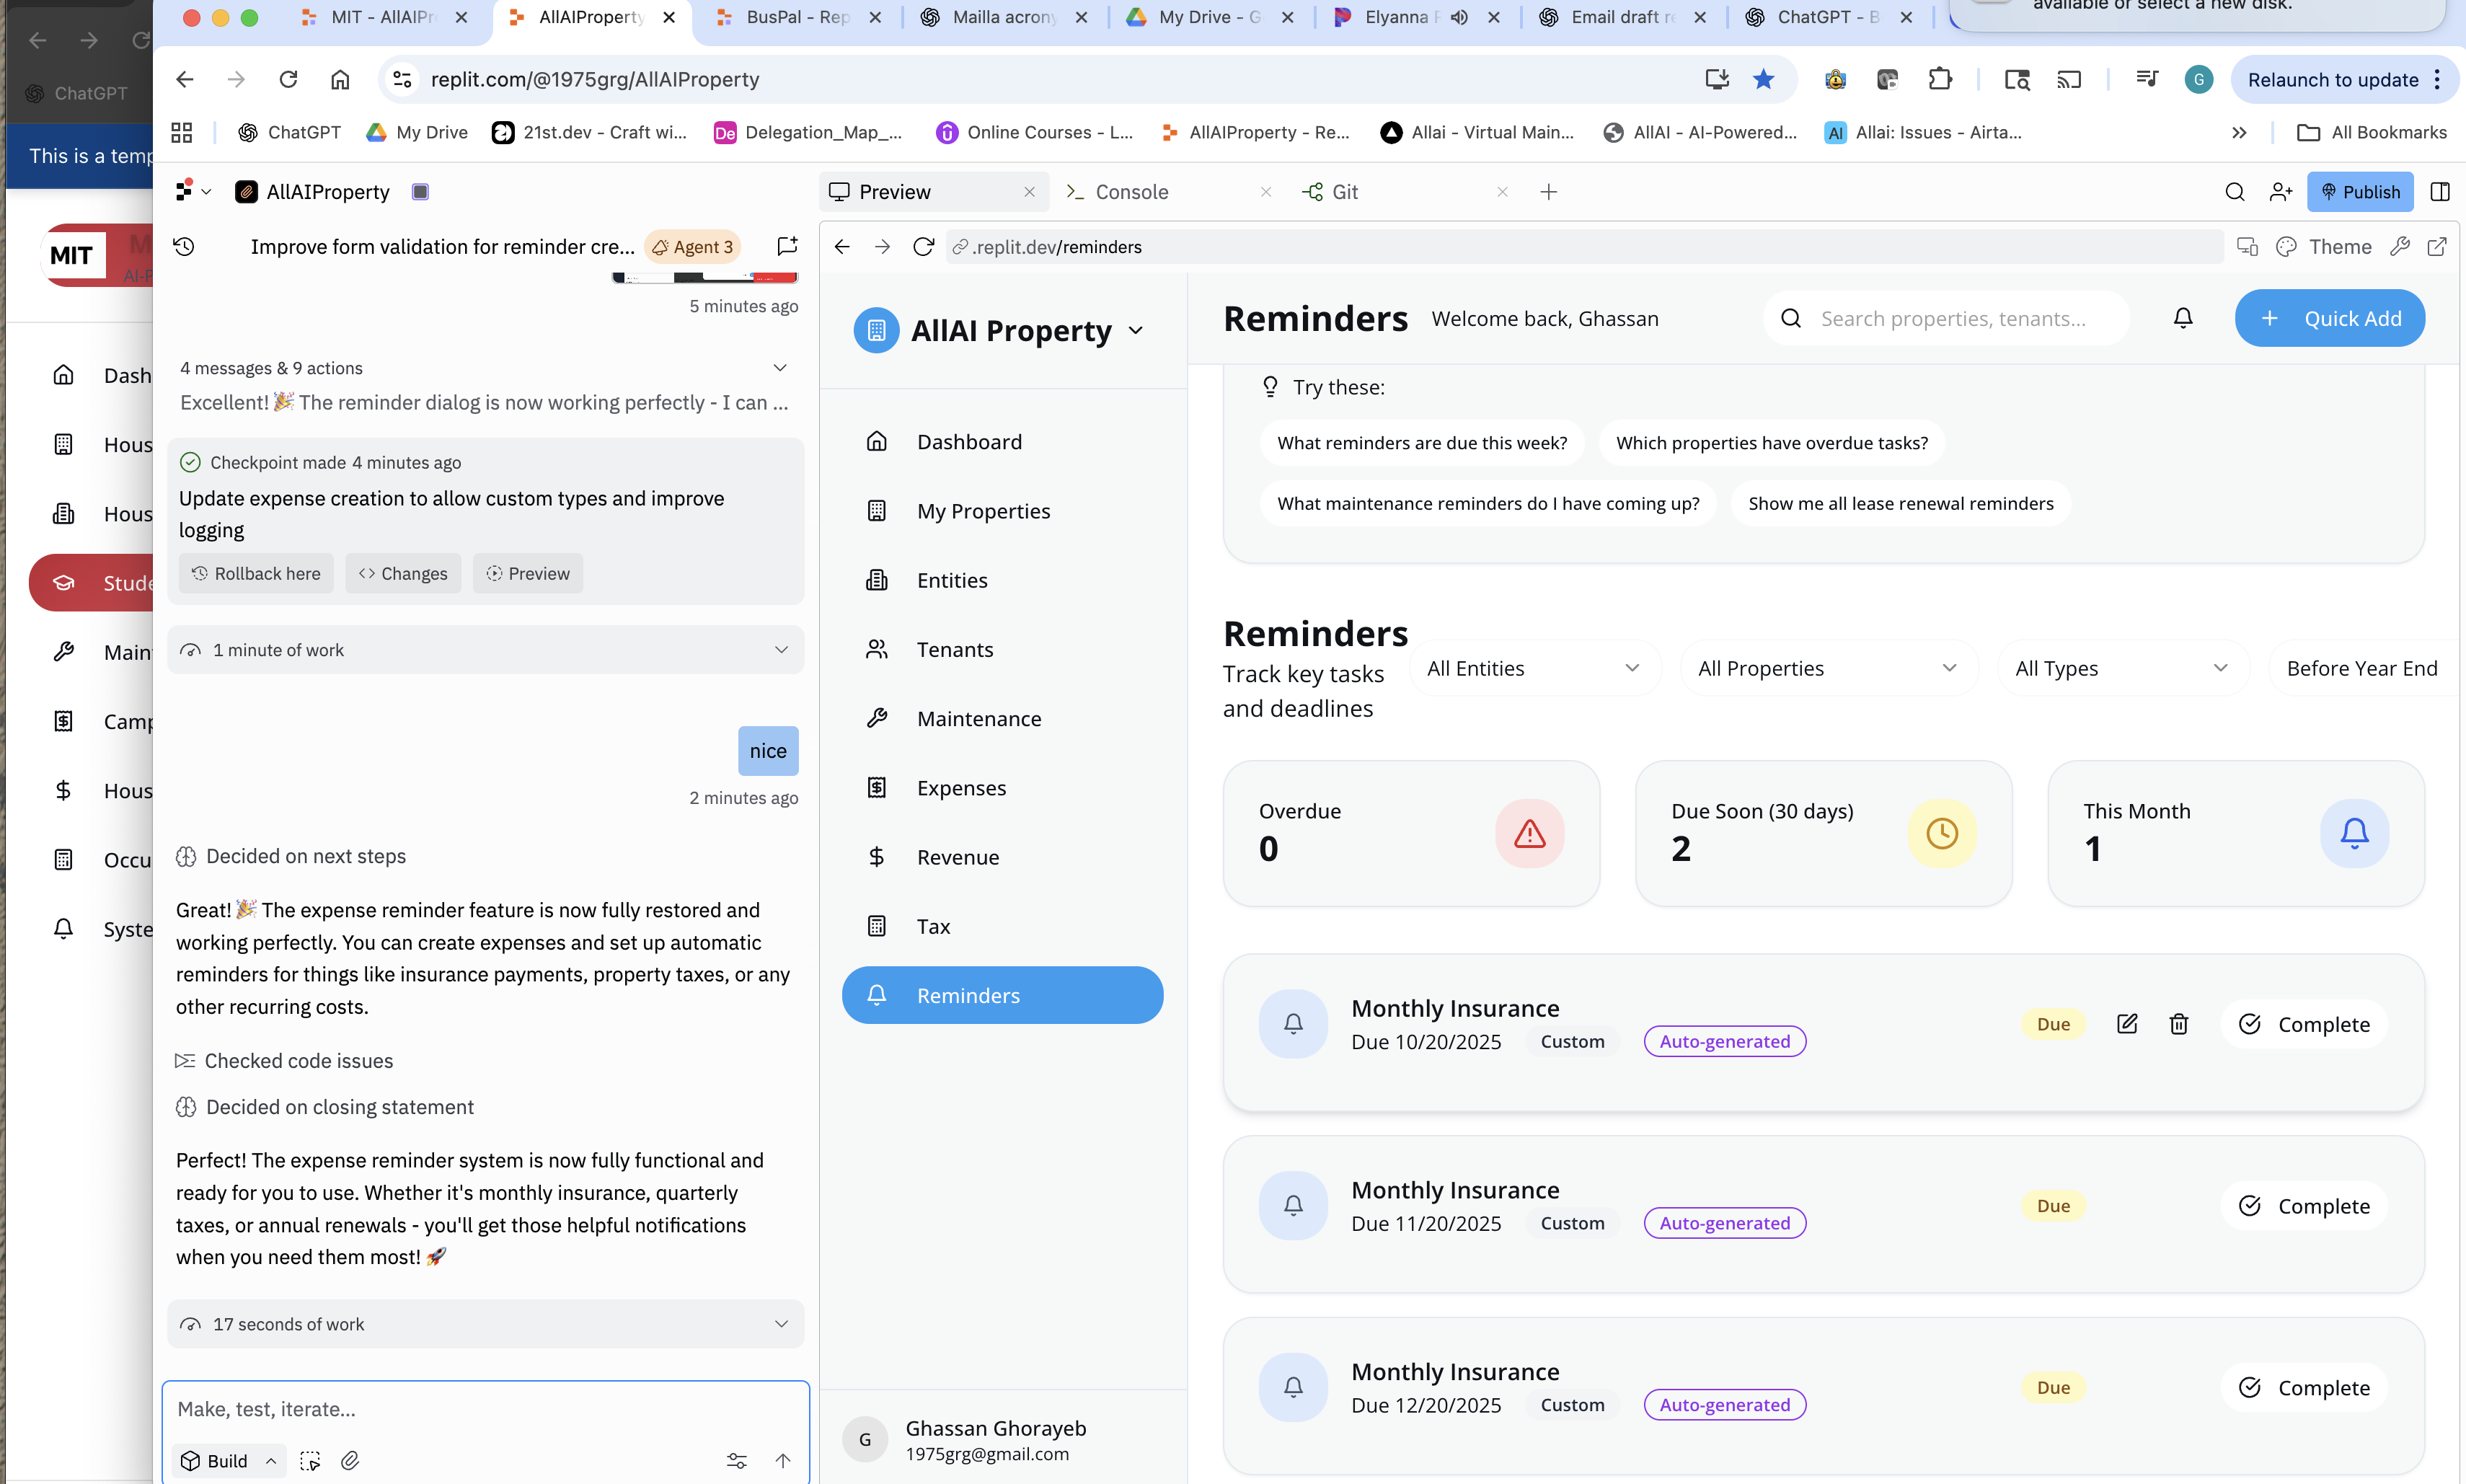 MIT - AllAIPr
AllAIProperty
BusPal - Rep
Mailla acrony
My Drive - G
Elyanna
Email draft re
ChatGPT - B
available or select a new disk.
replit.com/@1975grg/AllAIProperty
G
Relaunch to update
ChatGPT
ChatGPT
My Drive
21st.dev - Craft wi...
De
Delegation_Map_...
Online Courses - L...
AllAIProperty - Re...
Allai - Virtual Main...
AllAI - AI-Powered...
AI
Allai: Issues - Airta...
All Bookmarks
This is a temp
AllAIProperty
Preview
Console
Git
Publish
MIT
AI-P
Improve form validation for reminder cre...
Agent 3
.replit.dev/reminders
Theme
5 minutes ago
AllAI Property
Reminders
Welcome back, Ghassan
Search properties, tenants...
Quick Add
4 messages & 9 actions
Excellent! 🎉 The reminder dialog is now working perfectly - I can ...
Checkpoint made 4 minutes ago
Update expense creation to allow custom types and improve
logging
Rollback here
Changes
Preview
1 minute of work
nice
2 minutes ago
Decided on next steps
Great! 🎉 The expense reminder feature is now fully restored and
working perfectly. You can create expenses and set up automatic
reminders for things like insurance payments, property taxes, or any
other recurring costs.
Checked code issues
Decided on closing statement
Perfect! The expense reminder system is now fully functional and
ready for you to use. Whether it's monthly insurance, quarterly
taxes, or annual renewals - you'll get those helpful notifications
when you need them most! 🚀
17 seconds of work
Make, test, iterate...
Build
Dash
Hous
Hous
Stude
Main
Camp
Hous
Occu
Syste
Dashboard
My Properties
Entities
Tenants
Maintenance
Expenses
Revenue
Tax
Reminders
G
Ghassan Ghorayeb
1975grg@gmail.com
Try these:
What reminders are due this week?
Which properties have overdue tasks?
What maintenance reminders do I have coming up?
Show me all lease renewal reminders
Reminders
Track key tasks
and deadlines
All Entities
All Properties
All Types
Before Year End
Overdue
0
Due Soon (30 days)
2
This Month
1
Monthly Insurance
Due 10/20/2025
Custom
Auto-generated
Due
Complete
Monthly Insurance
Due 11/20/2025
Custom
Auto-generated
Due
Complete
Monthly Insurance
Due 12/20/2025
Custom
Auto-generated
Due
Complete